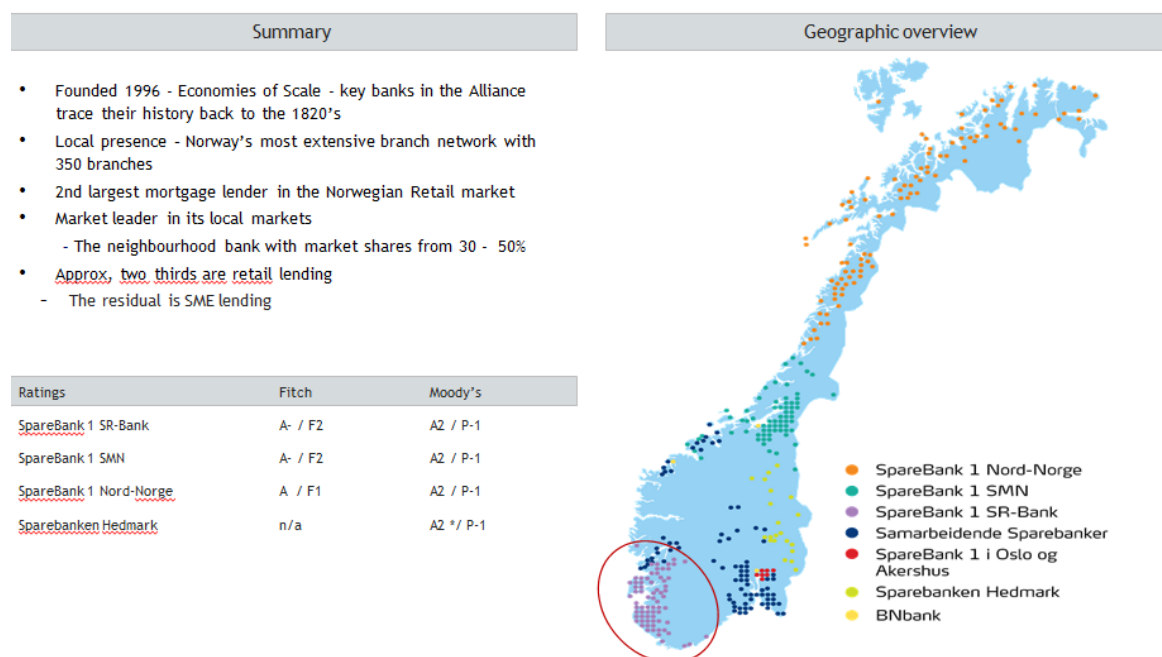 Summary
• Founded 1996 - Economies of Scale - key banks in the Alliance
trace their history back to the 1820’s
• Local presence - Norway’s most extensive branch network with
350 branches
• 2nd largest mortgage lender in the Norwegian Retail market
• Market leader in its local markets
- The neighbourhood bank with market shares from 30 - 50%
• Approx, two thirds are retail lending
– The residual is SME lending
Ratings Fitch Moody’s
SpareBank 1 SR-Bank A- / F2 A2 / P-1
SpareBank 1 SMN A- / F2 A2 / P-1
SpareBank 1 Nord-Norge A / F1 A2 / P-1
Sparebanken Hedmark n/a A2 */ P-1
Geographic overview
SpareBank 1 Nord-Norge
SpareBank 1 SMN
SpareBank 1 SR-Bank
Samarbeidende Sparebanker
SpareBank 1 i Oslo og
Akershus
Sparebanken Hedmark
BNbank